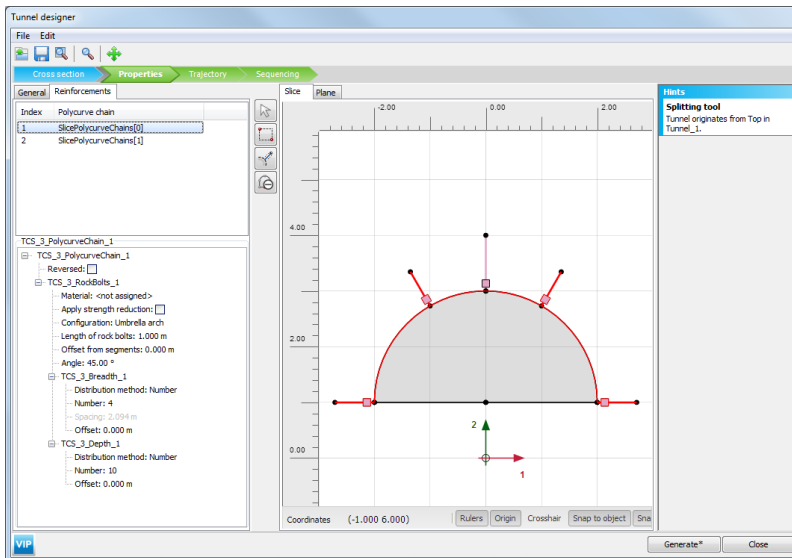 Tunnel designer
File Edit
Cross section Properties Trajectory Sequencing
General Reinforcements
Index Polycurve chain
1 SlicePolycurveChains[0]
2 SlicePolycurveChains[1]
TCS_3_PolycurveChain_1
TCS_3_PolycurveChain_1
Reversed:
TCS_3_RockBolts_1
Material: <not assigned>
Apply strength reduction:
Configuration: Umbrella arch
Length of rock bolts: 1.000 m
Offset from segments: 0.000 m
Angle: 45.00 °
TCS_3_Breadth_1
Distribution method: Number
Number: 4
Spacing: 2.094 m
Offset: 0.000 m
TCS_3_Depth_1
Distribution method: Number
Number: 10
Offset: 0.000 m
Slice Plane
-2.00 0.00 2.00
4.00
2.00
0.00
2
1
Coordinates (-1.000 6.000) Rulers Origin Crosshair Snap to object Sna
Hints
Splitting tool
Tunnel originates from Top in
Tunnel_1.
VIP
Generate* Close